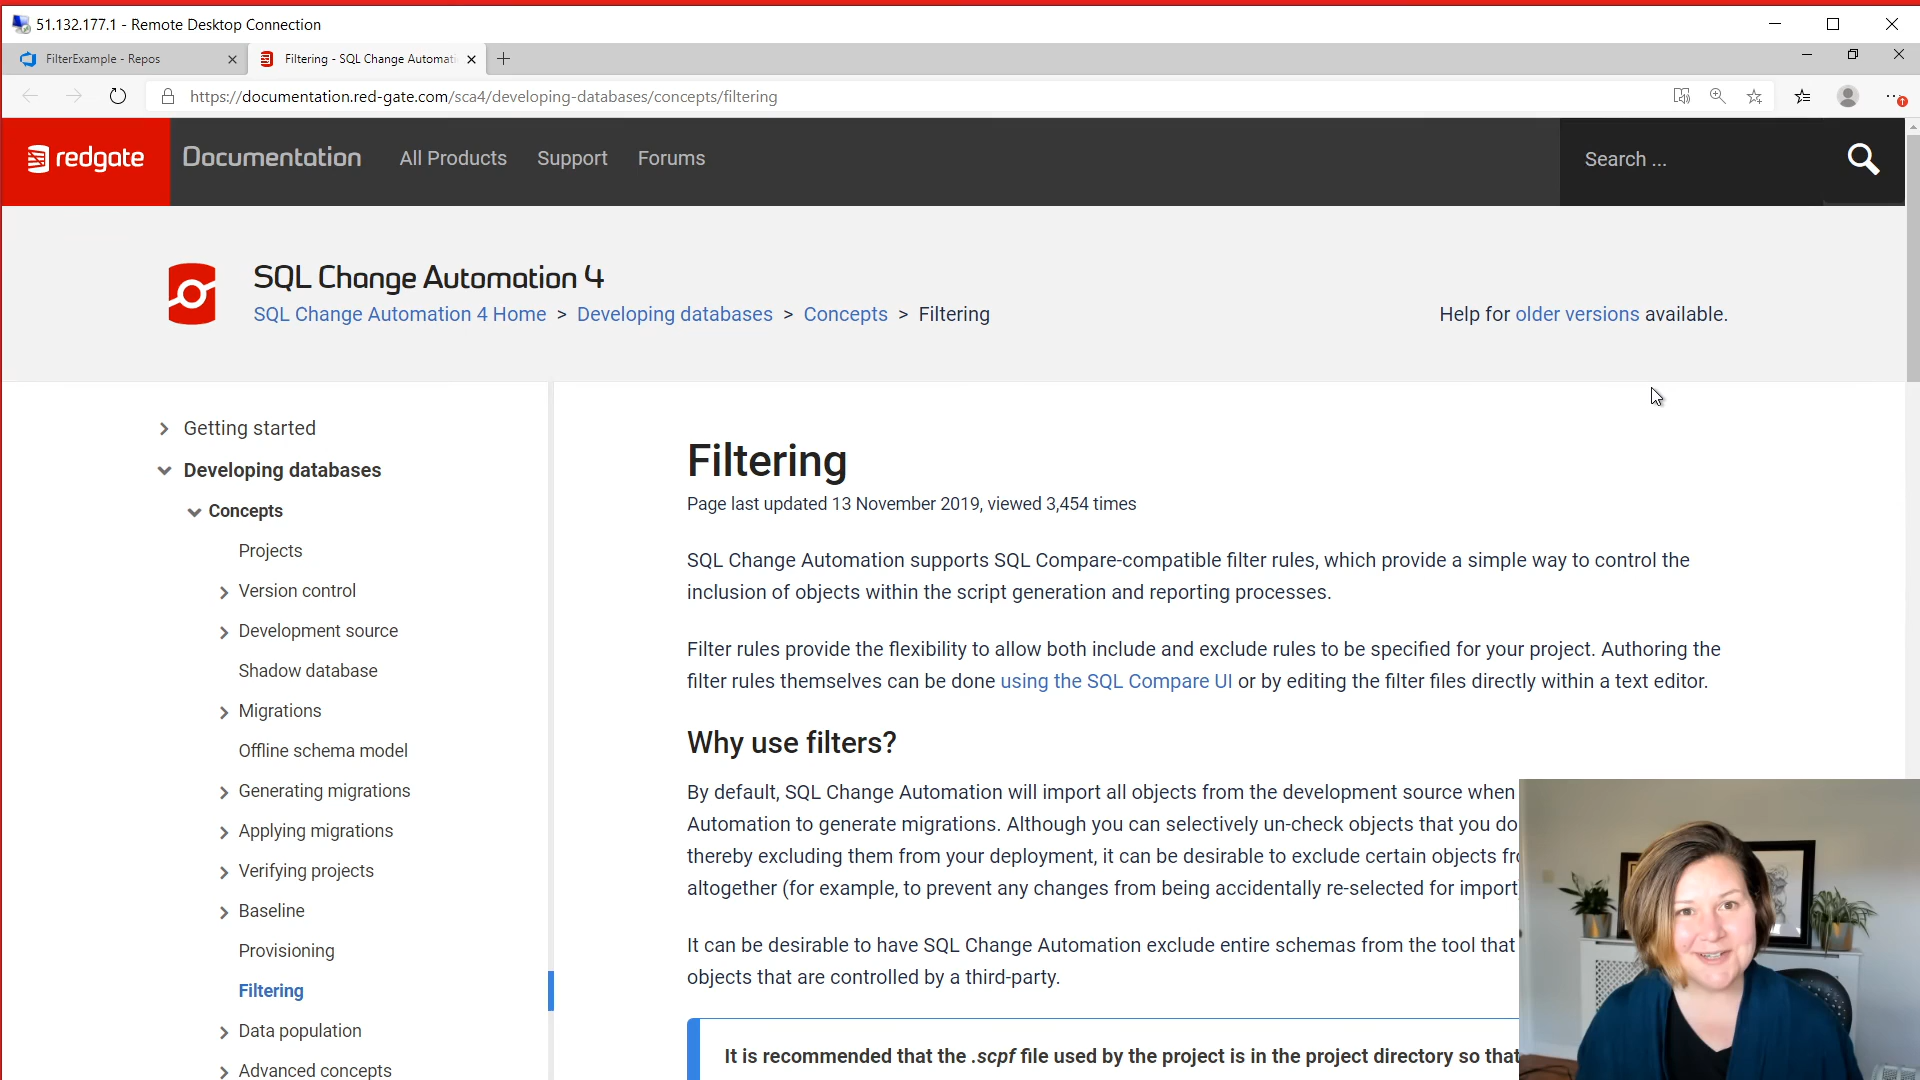 51.132.177.1 - Remote Desktop Connection
FilterExample - Repos
Filtering - SQL Change Automati
https://documentation.red-gate.com/sca4/developing-databases/concepts/filtering
redgate
Documentation
All Products
Support
Forums
Search ...
SQL Change Automation 4
SQL Change Automation 4 Home > Developing databases > Concepts > Filtering
Help for older versions available.
Getting started
Developing databases
Concepts
Projects
Version control
Development source
Shadow database
Migrations
Offline schema model
Generating migrations
Applying migrations
Verifying projects
Baseline
Provisioning
Filtering
Data population
Advanced concepts
Filtering
Page last updated 13 November 2019, viewed 3,454 times
SQL Change Automation supports SQL Compare-compatible filter rules, which provide a simple way to control the
inclusion of objects within the script generation and reporting processes.
Filter rules provide the flexibility to allow both include and exclude rules to be specified for your project. Authoring the
filter rules themselves can be done using the SQL Compare UI or by editing the filter files directly within a text editor.
Why use filters?
By default, SQL Change Automation will import all objects from the development source when
Automation to generate migrations. Although you can selectively un-check objects that you do
thereby excluding them from your deployment, it can be desirable to exclude certain objects fr
altogether (for example, to prevent any changes from being accidentally re-selected for import
It can be desirable to have SQL Change Automation exclude entire schemas from the tool that
objects that are controlled by a third-party.
It is recommended that the .scpf file used by the project is in the project directory so that